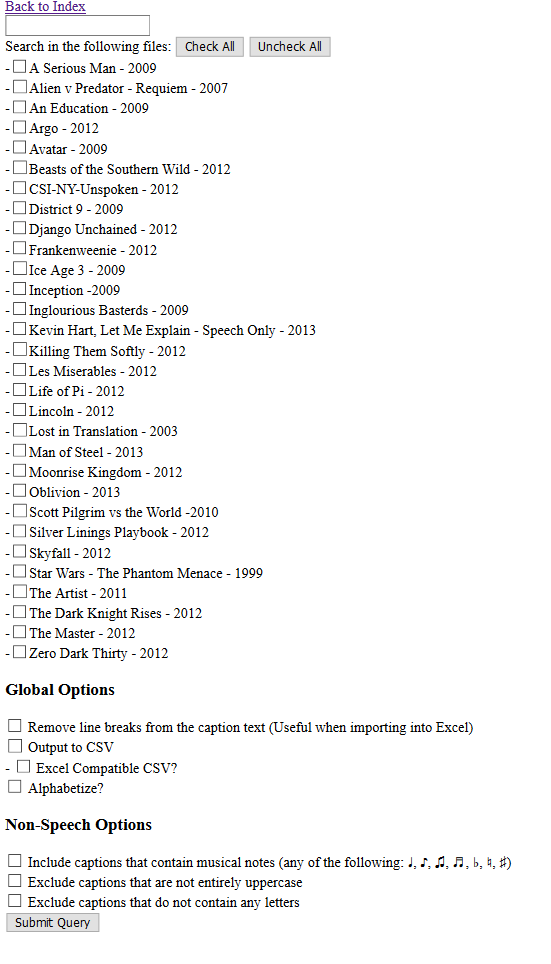 Back to Index
Search in the following files: Check All Uncheck All
- A Serious Man - 2009
- Alien v Predator - Requiem - 2007
- An Education - 2009
- Argo - 2012
- Avatar - 2009
- Beasts of the Southern Wild - 2012
- CSI-NY-Unspoken - 2012
- District 9 - 2009
- Django Unchained - 2012
- Frankenweenie - 2012
- Ice Age 3 - 2009
- Inception -2009
- Inglourious Basterds - 2009
- Kevin Hart, Let Me Explain - Speech Only - 2013
- Killing Them Softly - 2012
- Les Miserables - 2012
- Life of Pi - 2012
- Lincoln - 2012
- Lost in Translation - 2003
- Man of Steel - 2013
- Moonrise Kingdom - 2012
- Oblivion - 2013
- Scott Pilgrim vs the World -2010
- Silver Linings Playbook - 2012
- Skyfall - 2012
- Star Wars - The Phantom Menace - 1999
- The Artist - 2011
- The Dark Knight Rises - 2012
- The Master - 2012
- Zero Dark Thirty - 2012
Global Options
Remove line breaks from the caption text (Useful when importing into Excel)
Output to CSV
- Excel Compatible CSV?
Alphabetize?
Non-Speech Options
Include captions that contain musical notes (any of the following: ♩, ♪, ♫, ♬, ♭, ♮, ♯)
Exclude captions that are not entirely uppercase
Exclude captions that do not contain any letters
Submit Query